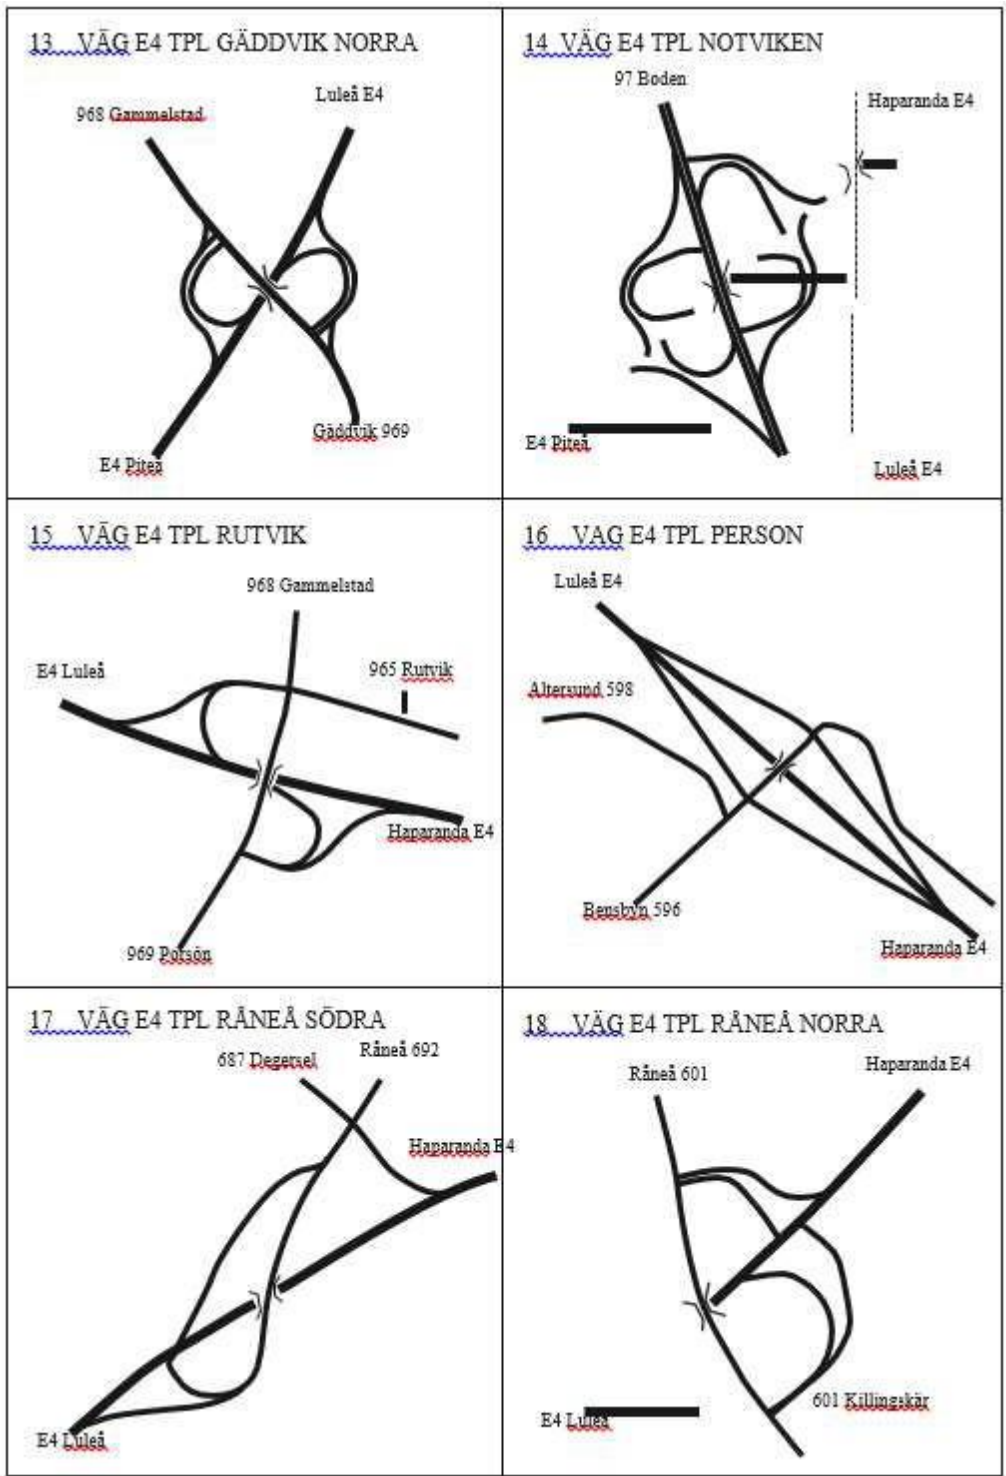 13 VÄG E4 TPL GÄDDVIK NORRA
968 Gammelstad
Luleå E4
Gäddvik 969
E4 Piteå
14 VÄG E4 TPL NOTVIKEN
97 Boden
Haparanda E4
E4 Piteå
Luleå E4
15 VÄG E4 TPL RUTVIK
968 Gammelstad
E4 Luleå
965 Rutvik
Haparanda E4
969 Porsön
16 VÄG E4 TPL PERSON
Luleå E4
Altersund 598
Bensbyn 596
Haparanda E4
17 VÄG E4 TPL RÅNEÅ SÖDRA
687 Degersel
Råneå 692
Haparanda E4
E4 Luleå
18 VÄG E4 TPL RÅNEÅ NORRA
Råneå 601
Haparanda E4
601 Killingskär
E4 Luleå